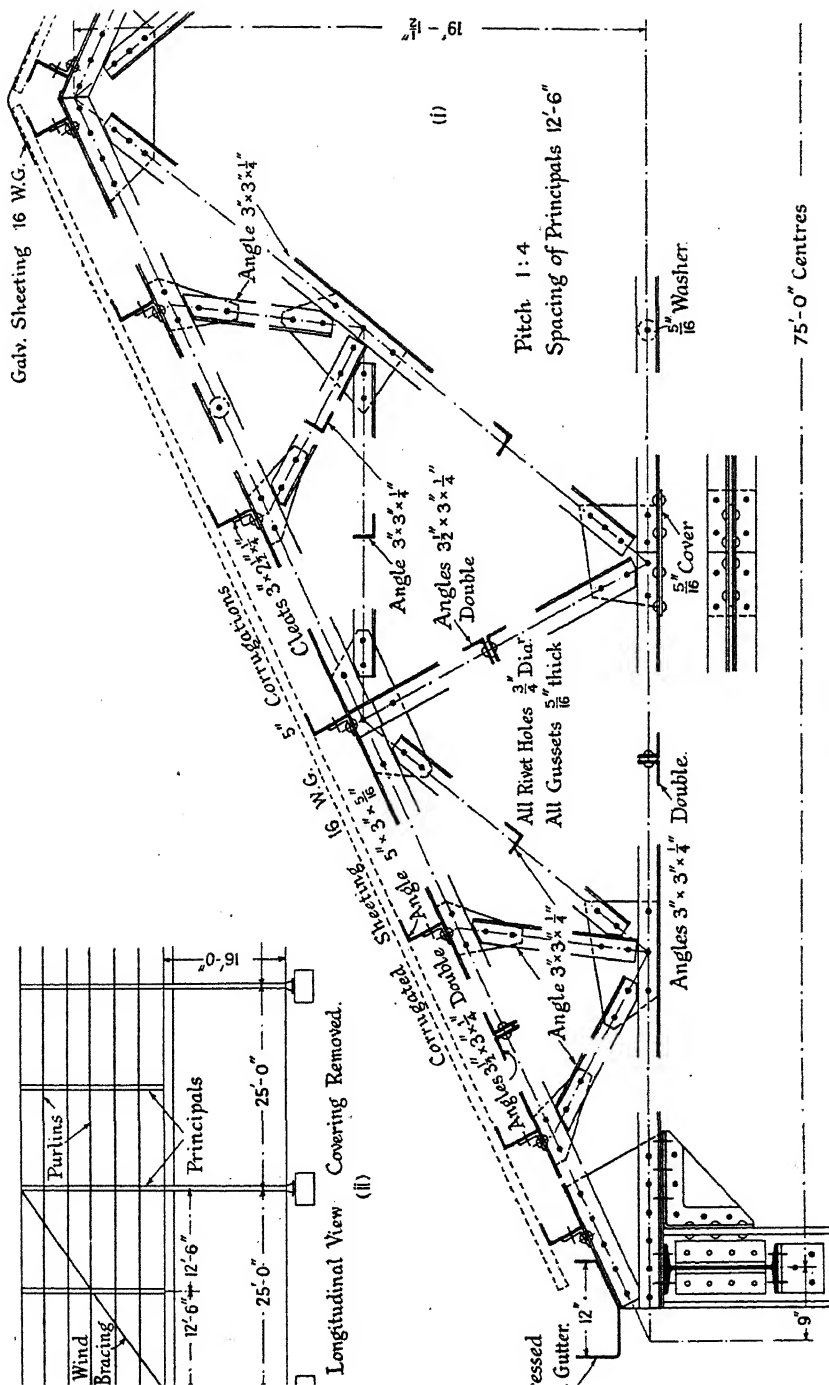 Galv. Sheeting 16 W.G.
19'-1½"
(i)
Angle 3"×3"×¼"
Pitch 1:4
Spacing of Principals 12'-6"
5/16" Washer
75'-0" Centres
5" Corrugations
Cleats 3"×2½"×¼"
Angle 3"×3"×¼"
Angles 3½"×3"×¼"
Double
5/16" Cover
All Rivet Holes ¾" Diar
All Gussets 5/16" thick
Corrugated Sheeting 16 W.G.
Angle 5"×3"×5/16"
Angles 3½"×3"×¼" Double
Angle 3"×3"×¼"
Double.
Angles 3"×3"×¼"
Purlins
Principals
Wind
Bracing
16'-0"
12'-6"
12'-6"
25'-0"
25'-0"
Longitudinal View Covering Removed.
(ii)
12"
Gutter.
9"